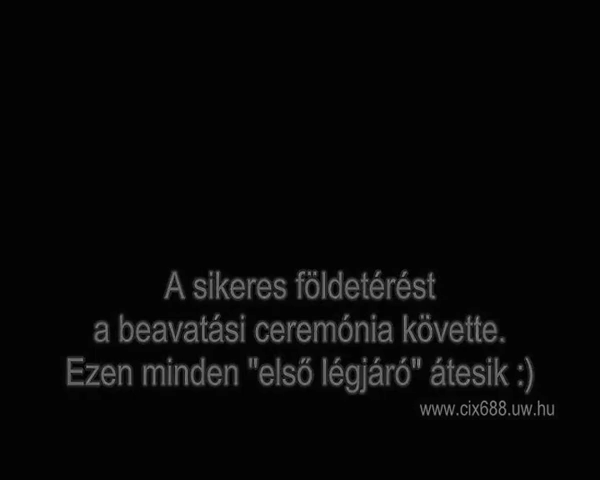 A sikeres földetérést
a beavatási ceremónia követte.
Ezen minden "első légjáró" átesik :)
www.cix688.uw.hu